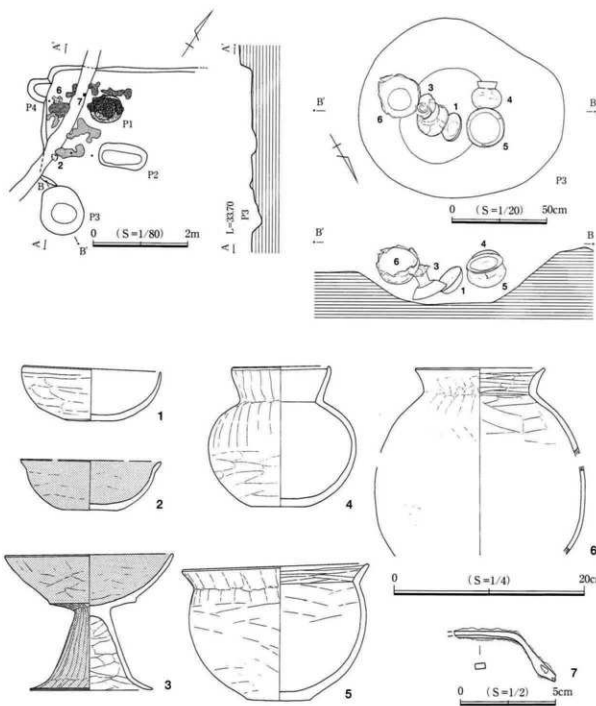 A'
6
7
P4
P1
2
P2
B
P3
A
B'
0 (S=1/80) 2m
A'
L=33.70
P3
A
B'
B
3
4
1
6
5
P3
0 (S=1/20) 50cm
B'
B
4
6
3
1
5
1
2
3
4
5
6
0 (S=1/4) 20cm
7
0 (S=1/2) 5cm